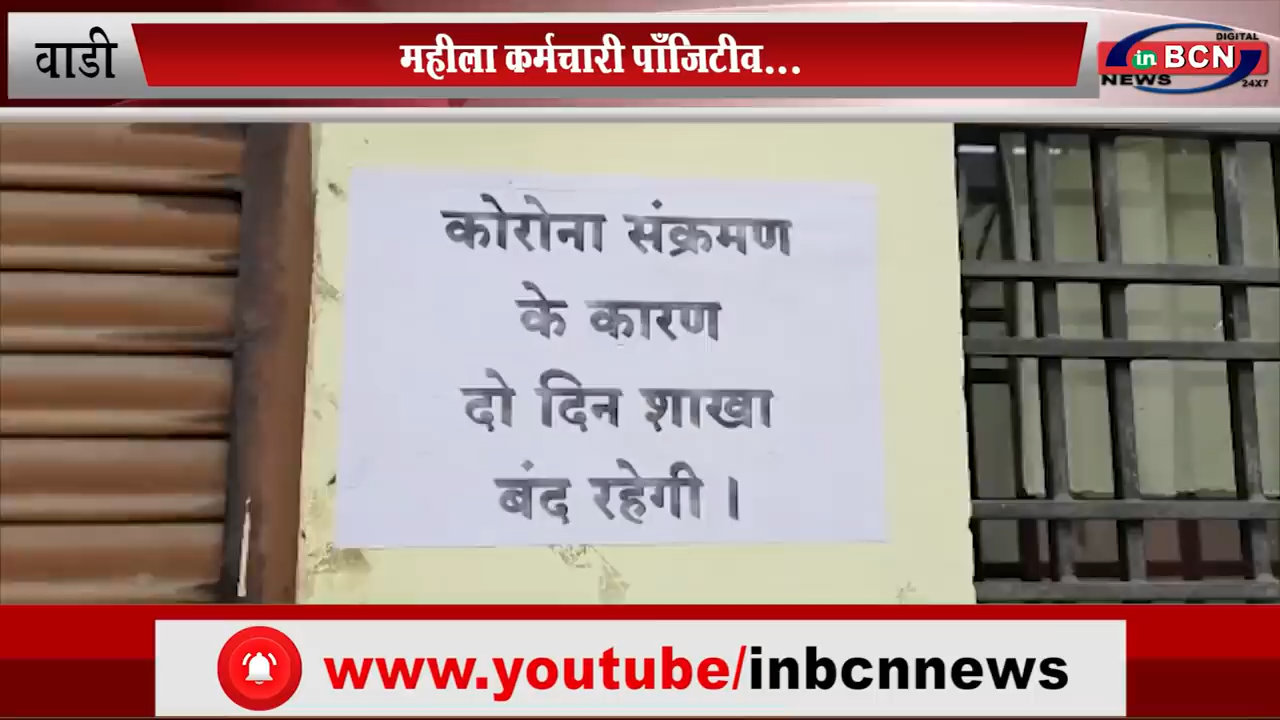 वाडी
महीला कर्मचारी पाँजिटीव...
DIGITAL
in BCN
NEWS 24X7
कोरोना संक्रमण
के कारण
दो दिन शाखा
बंद रहेगी ।
www.youtube/inbcnnews